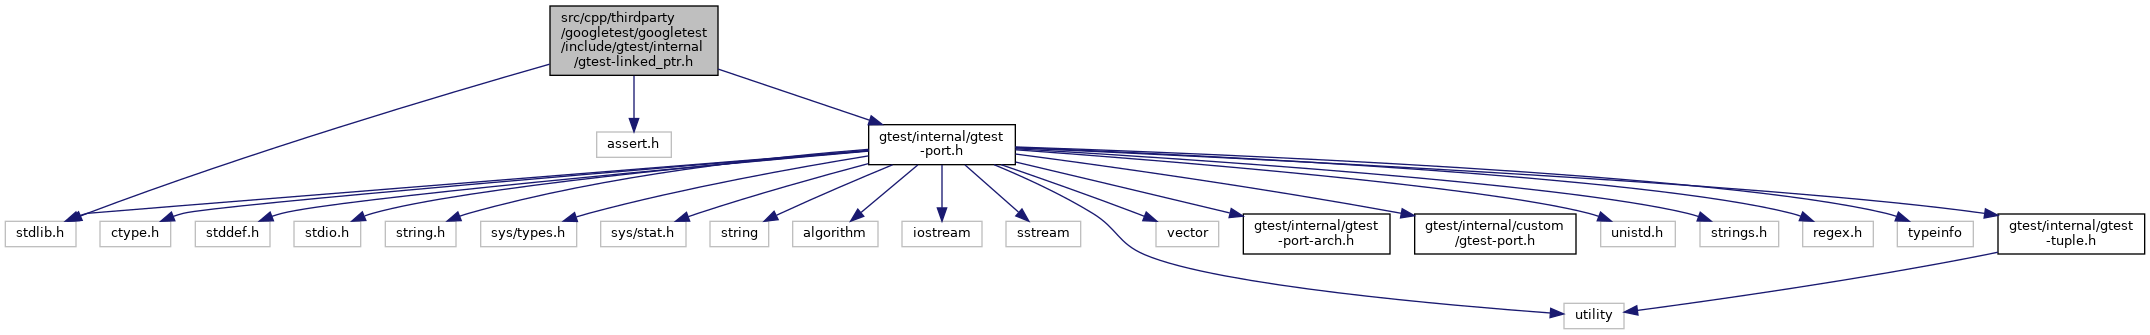 src/cpp/thirdparty
/googletest/googletest
/include/gtest/internal
/gtest-linked_ptr.h
assert.h
gtest/internal/gtest
-port.h
stdlib.h
ctype.h
stddef.h
stdio.h
string.h
sys/types.h
sys/stat.h
string
algorithm
iostream
sstream
vector
gtest/internal/gtest
-port-arch.h
gtest/internal/custom
/gtest-port.h
unistd.h
strings.h
regex.h
typeinfo
gtest/internal/gtest
-tuple.h
utility